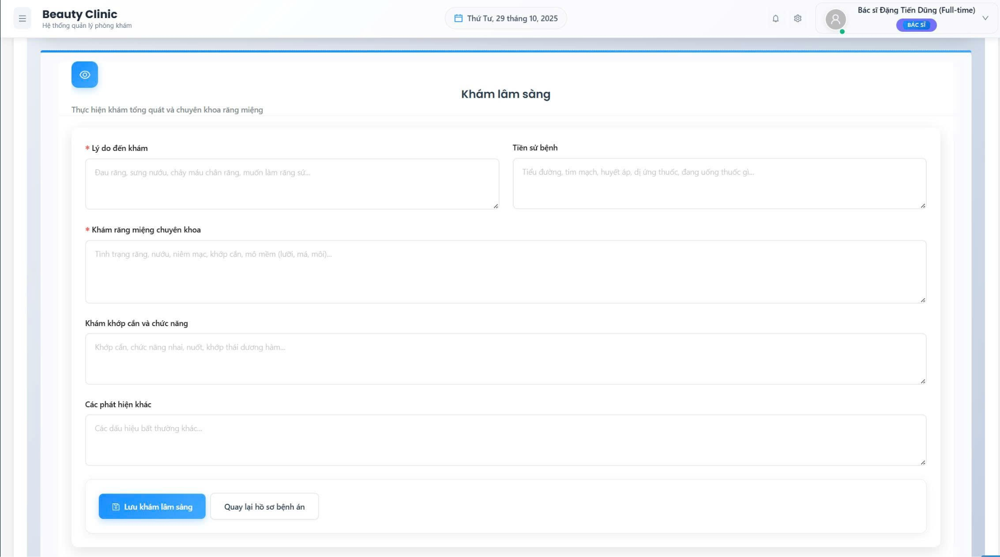 Beauty Clinic
Hệ thống quản lý phòng khám
Thứ Tư, 29 tháng 10, 2025
Bác sĩ Đặng Tiến Dũng (Full-time)
BÁC SĨ
Khám lâm sàng
Thực hiện khám tổng quát và chuyên khoa răng miệng
* Lý do đến khám
Đau răng, sưng nướu, chảy máu chân răng, muốn làm răng sứ...
Tiền sử bệnh
Tiểu đường, tim mạch, huyết áp, dị ứng thuốc, đang uống thuốc gì...
* Khám răng miệng chuyên khoa
Tình trạng răng, nướu, niêm mạc, khớp cắn, mô mềm (lưỡi, má, môi)...
Khám khớp cắn và chức năng
Khớp cắn, chức năng nhai, nuốt, khớp thái dương hàm...
Các phát hiện khác
Các dấu hiệu bất thường khác...
Lưu khám lâm sàng
Quay lại hồ sơ bệnh án